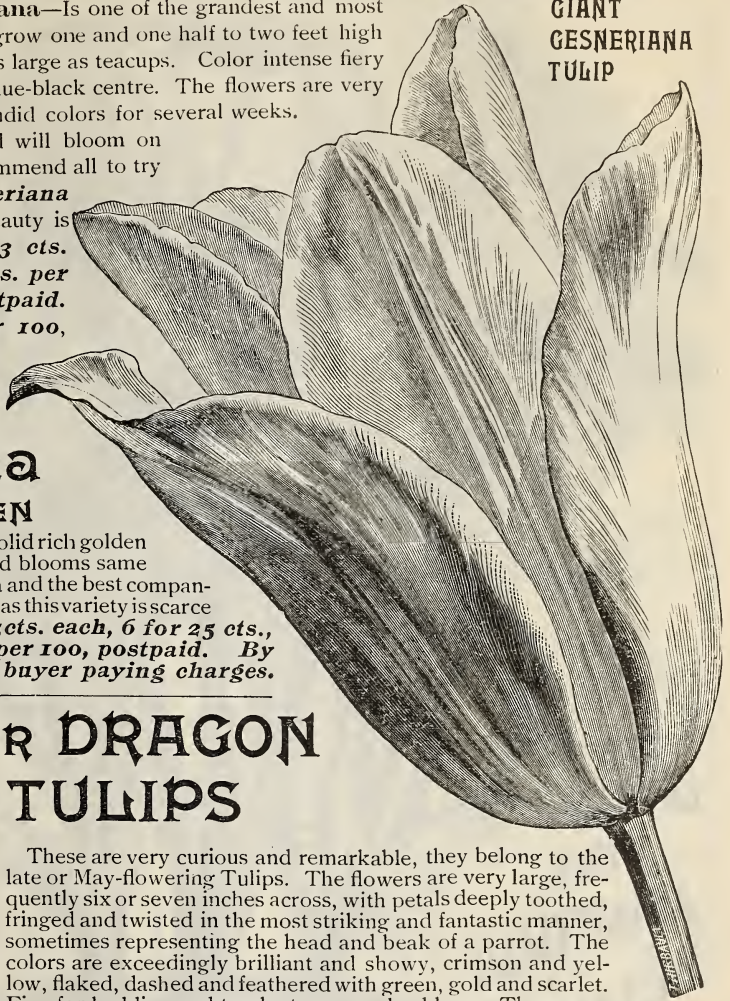 GIANT
GESNERIANA
TULIP
ana—Is one of the grandest and most
grow one and one half to two feet high
s large as teacups. Color intense fiery
ue-black centre. The flowers are very
ndid colors for several weeks.
will bloom on
mmend all to try
eriana
auty is
3 cts.
s. per
tpaid.
100,
a
EN
olid rich golden
d blooms same
and the best compan-
as this variety is scarce
cts. each, 6 for 25 cts.,
per 100, postpaid. By
buyer paying charges.
R DRAGON
TULIPS
These are very curious and remarkable, they belong to the
late or May-flowering Tulips. The flowers are very large, fre-
quently six or seven inches across, with petals deeply toothed,
fringed and twisted in the most striking and fantastic manner,
sometimes representing the head and beak of a parrot. The
colors are exceedingly brilliant and showy, crimson and yel-
low, flaked, dashed and feathered with green, gold and scarlet.